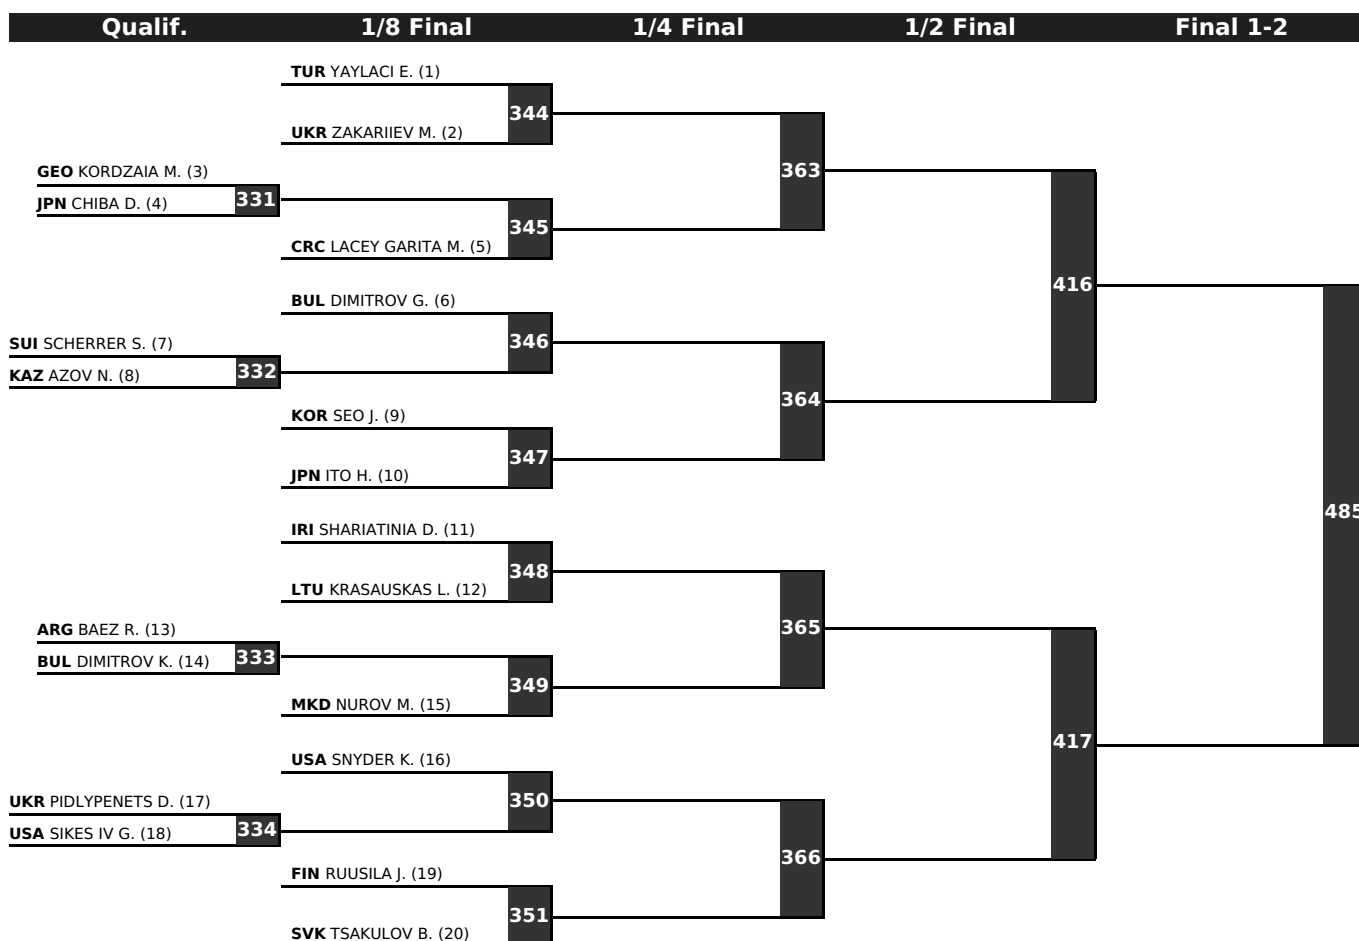 Qualif. 1/8 Final 1/4 Final 1/2 Final Final 1-2
TUR YAYLACI E. (1)
344
UKR ZAKARIIEV M. (2)
363
GEO KORDZAIA M. (3)
JPN CHIBA D. (4)
331
345
CRC LACEY GARITA M. (5)
416
BUL DIMITROV G. (6)
346
SUI SCHERRER S. (7)
KAZ AZOV N. (8)
332
364
KOR SEO J. (9)
347
JPN ITO H. (10)
485
IRI SHARIATINIA D. (11)
348
LTU KRASAUSKAS L. (12)
365
ARG BAEZ R. (13)
BUL DIMITROV K. (14)
333
349
MKD NUROV M. (15)
417
USA SNYDER K. (16)
350
UKR PIDLYPENETS D. (17)
USA SIKES IV G. (18)
334
366
FIN RUUSILA J. (19)
351
SVK TSAKULOV B. (20)